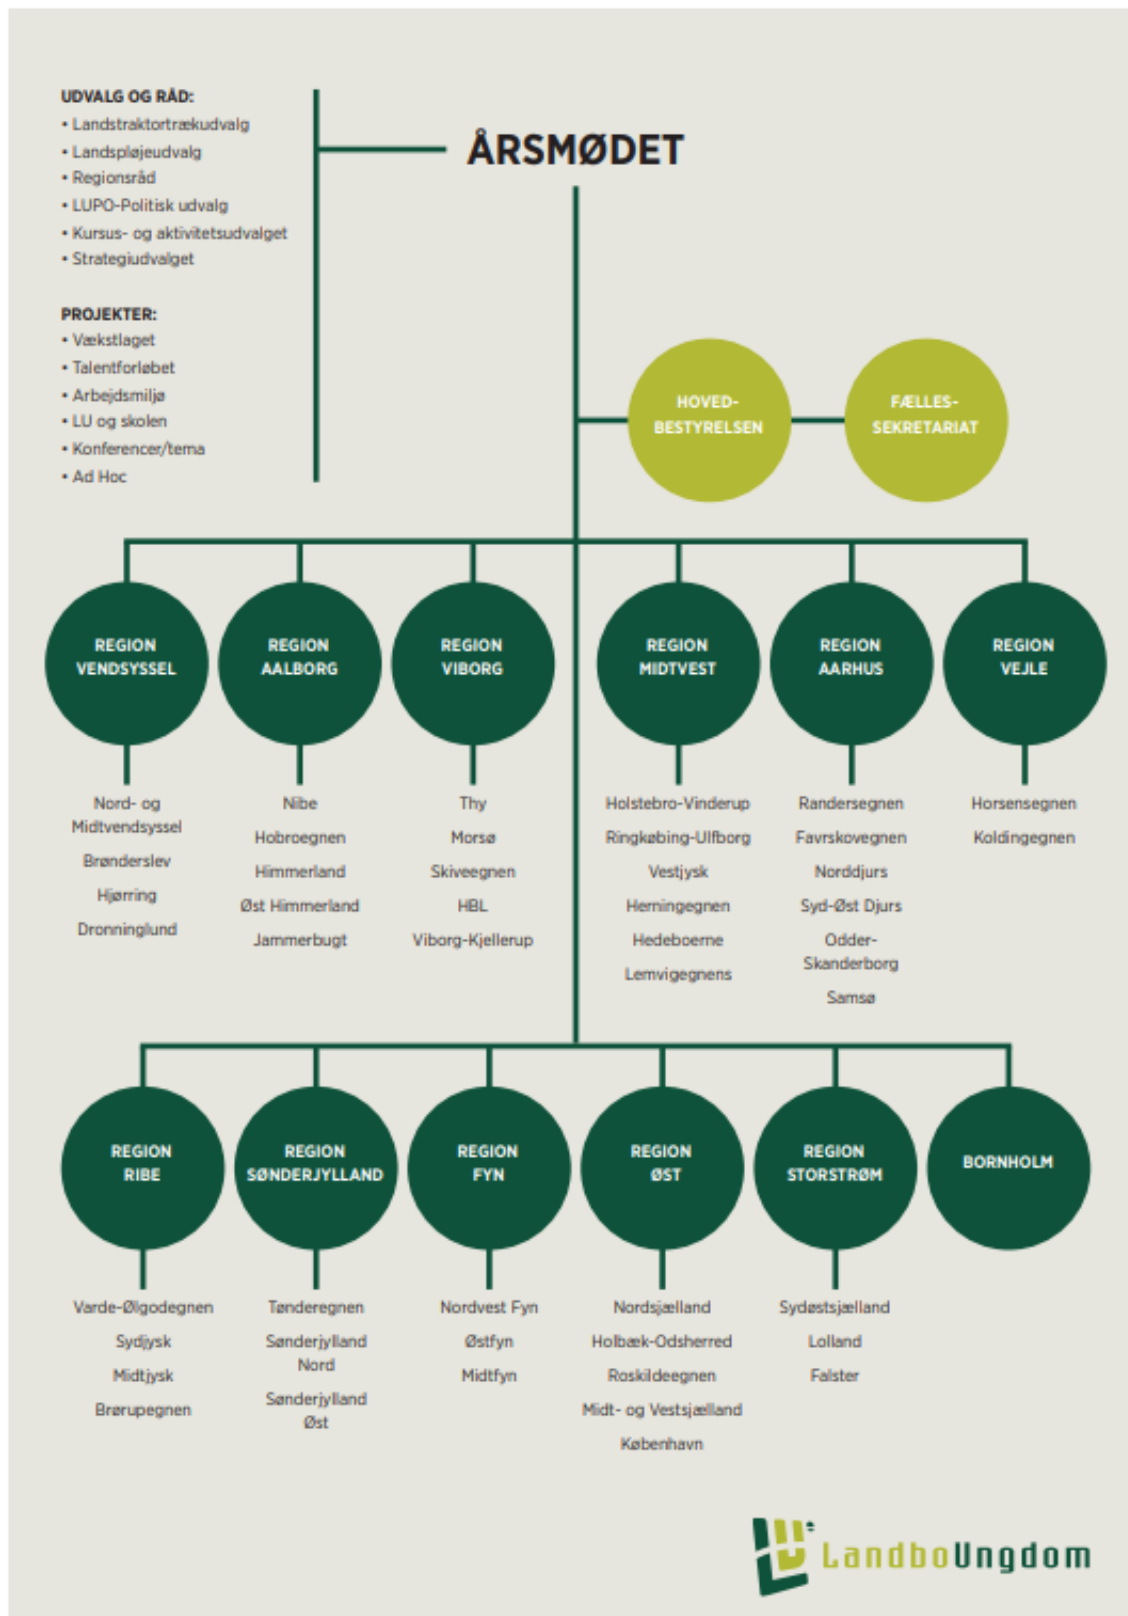 UDVALG OG RÅD:
• Landstraktortrækudvalg
• Landspløjeudvalg
• Regionsråd
• LUPO-Politisk udvalg
• Kursus- og aktivitetsudvalget
• Strategiudvalget
PROJEKTER:
• Vækstlaget
• Talentforløbet
• Arbejdsmiljø
• LU og skolen
• Konferencer/tema
• Ad Hoc
ÅRSMØDET
HOVED-
BESTYRELSEN
FÆLLES-
SEKRETARIAT
REGION
VENDSYSSEL
Nord- og
Midtvendsyssel
Brønderslev
Hjørring
Dronninglund
REGION
AALBORG
Nibe
Hobroegnen
Himmerland
Øst Himmerland
Jammerbugt
REGION
VIBORG
Thy
Morsø
Skiveegnen
HBL
Viborg-Kjellerup
REGION
MIDTVEST
Holstebro-Vinderup
Ringkøbing-Ulfborg
Vestjysk
Herningegnen
Hedeboerne
Lemvigegnens
REGION
AARHUS
Randersegnen
Favrskovegnen
Norddjurs
Syd-Øst Djurs
Odder-
Skanderborg
Samsø
REGION
VEJLE
Horsensegnen
Koldingegnen
REGION
RIBE
Varde-Ølgodegnen
Sydjysk
Midtjysk
Brørupegnen
REGION
SØNDERJYLLAND
Tønderegnen
Sønderjylland
Nord
Sønderjylland
Øst
REGION
FYN
Nordvest Fyn
Østfyn
Midtfyn
REGION
ØST
Nordsjælland
Holbæk-Odsherred
Roskildeegnen
Midt- og Vestsjælland
København
REGION
STORSTRØM
Sydøstsjælland
Lolland
Falster
BORNHOLM
LU
LandboUngdom